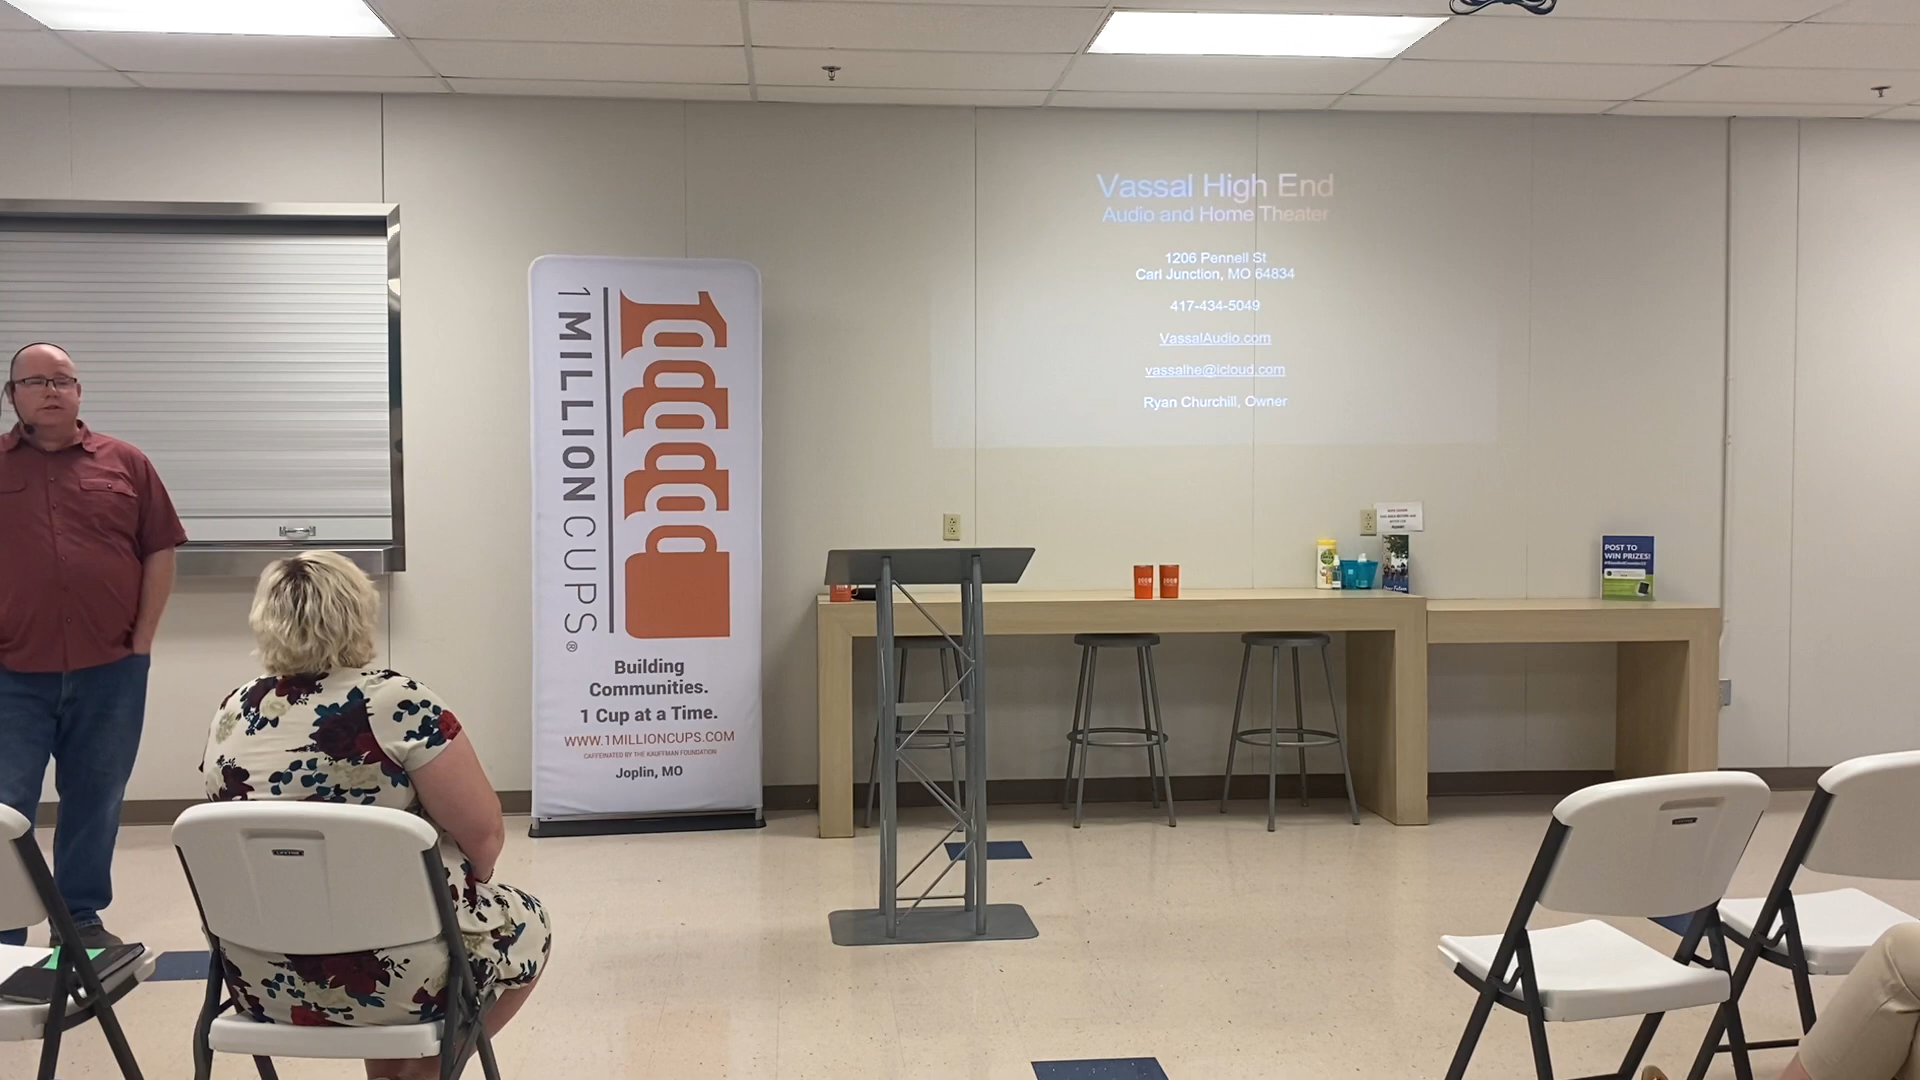 Vassal High End
Audio and Home Theater
1206 Pennell St
Carl Junction, MO 64834
417-434-5049
VassalAudio.com
vassalhe@icloud.com
Ryan Churchill, Owner
1 MILLION CUPS®
Building
Communities.
1 Cup at a Time.
WWW.1MILLIONCUPS.COM
CAFFEINATED BY THE KAUFFMAN FOUNDATION
Joplin, MO
POST TO
WIN PRIZES!
LIFETIME